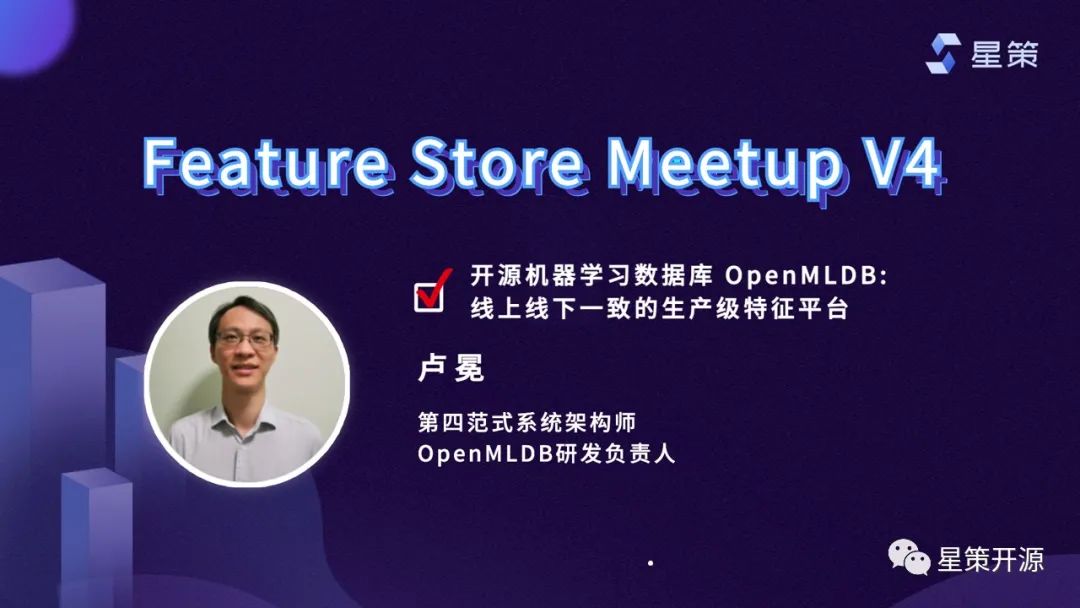 星策
Feature Store Meetup V4
开源机器学习数据库 OpenMLDB:
线上线下一致的生产级特征平台
卢冕
第四范式系统架构师
OpenMLDB研发负责人
星策开源